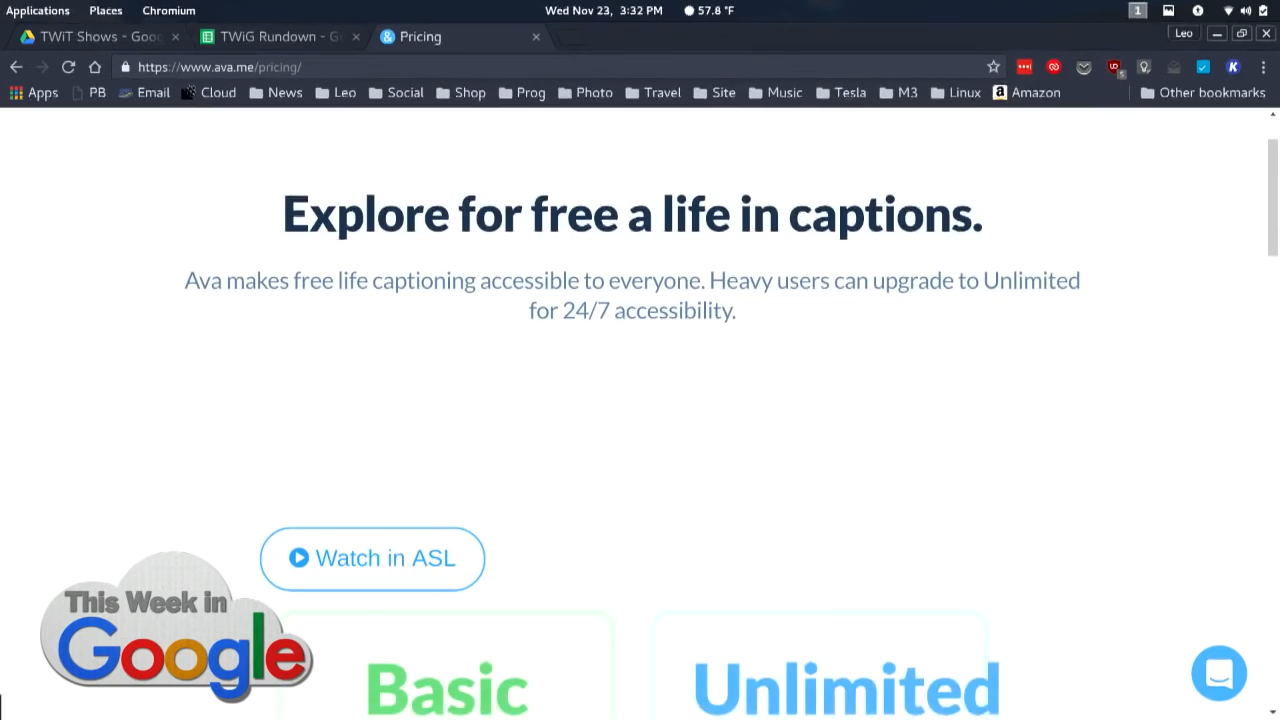 Applications Places Chromium Wed Nov 23, 3:32 PM 57.8 °F 1
TWiT Shows - Goo TWiG Rundown - G Pricing Leo
https://www.ava.me/pricing/
Apps PB Email Cloud News Leo Social Shop Prog Photo Travel Site Music Tesla M3 Linux Amazon Other bookmarks
Explore for free a life in captions.
Ava makes free life captioning accessible to everyone. Heavy users can upgrade to Unlimited
for 24/7 accessibility.
Watch in ASL
This Week in
Google
Basic Unlimited